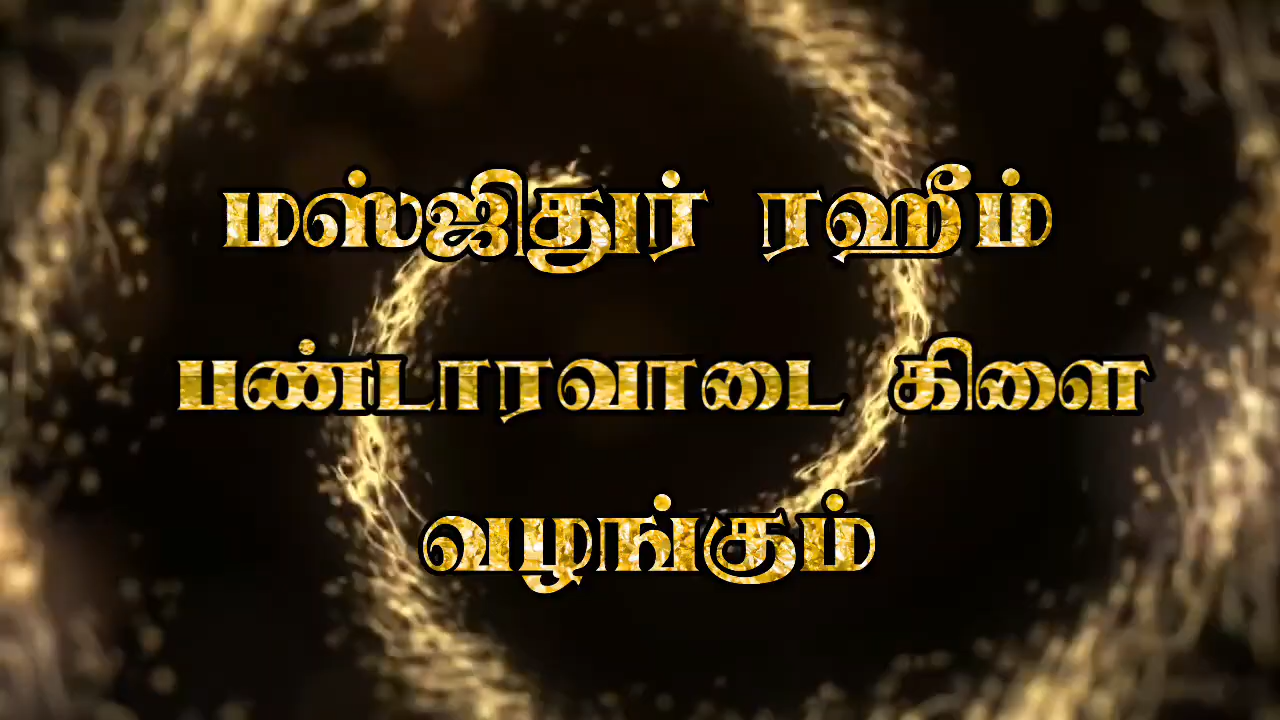 மஸ்ஜிதுர் ரஹீம்
பண்டாரவாடை கிளை
வழங்கும்